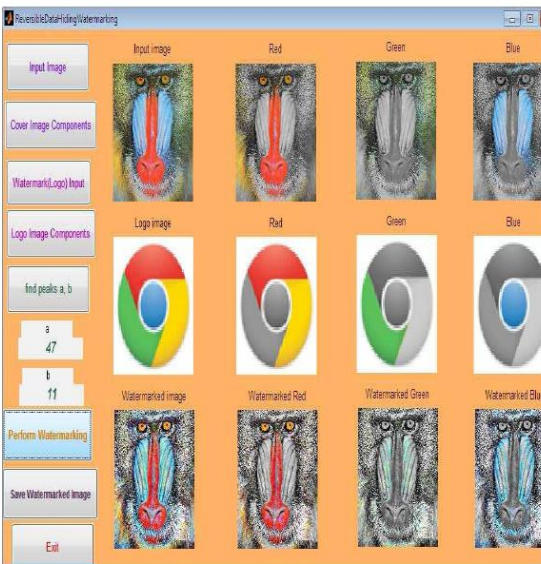 ReversibleDataHidingWatermarking
Input Image
Cover Image Components
Watermark(Logo) Input
Logo Image Components
find peaks a, b
a
47
b
11
Perform Watermarking
Save Watermarked Image
Exit
Input image
Red
Green
Blue
Logo image
Red
Green
Blue
Watermarked image
Watermarked Red
Watermarked Green
Watermarked Blu